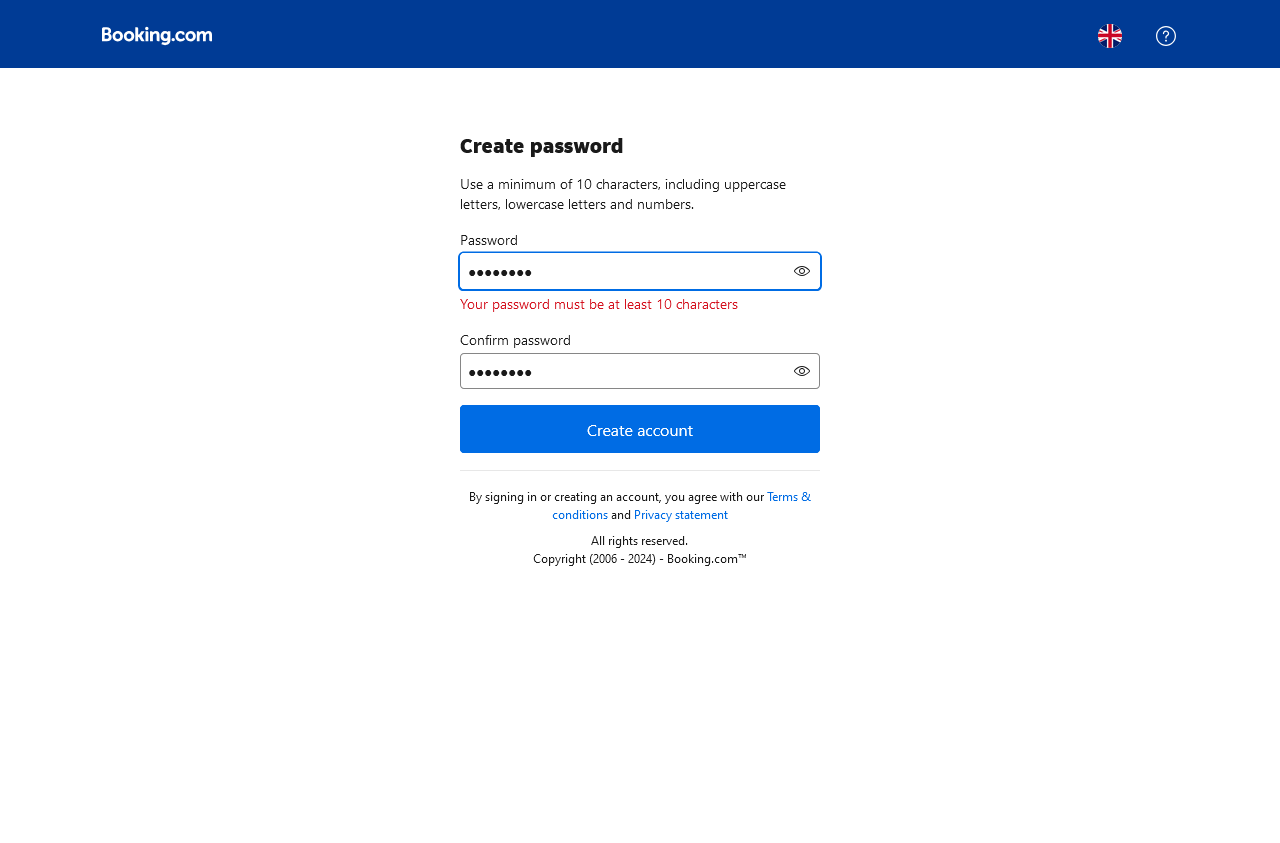 Booking.com
Create password
Use a minimum of 10 characters, including uppercase
letters, lowercase letters and numbers.
Password
••••••••
Your password must be at least 10 characters
Confirm password
••••••••
Create account
By signing in or creating an account, you agree with our Terms &
conditions and Privacy statement
All rights reserved.
Copyright (2006 - 2024) - Booking.com™